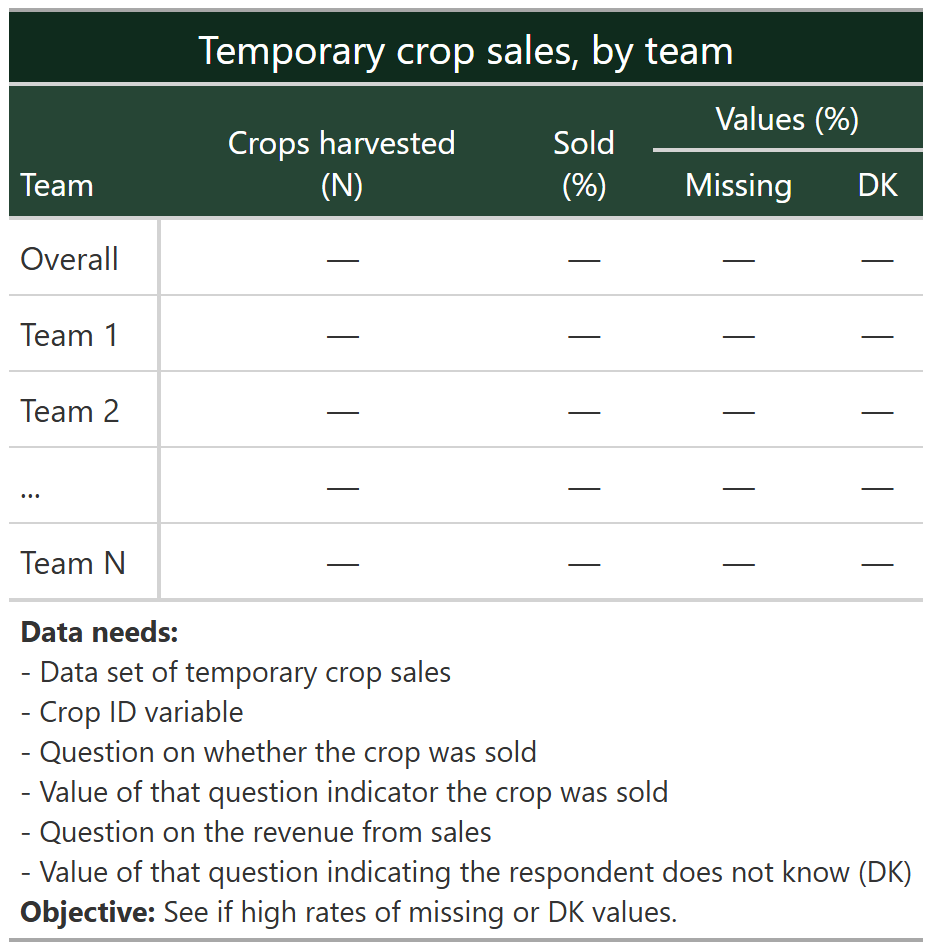 Temporary crop sales, by team
Values (%)
Crops harvested Sold
Team (N) (%) Missing DK
Overall — — — —
Team 1 — — — —
Team 2 — — — —
... — — — —
Team N — — — —
Data needs:
- Data set of temporary crop sales
- Crop ID variable
- Question on whether the crop was sold
- Value of that question indicator the crop was sold
- Question on the revenue from sales
- Value of that question indicating the respondent does not know (DK)
Objective: See if high rates of missing or DK values.